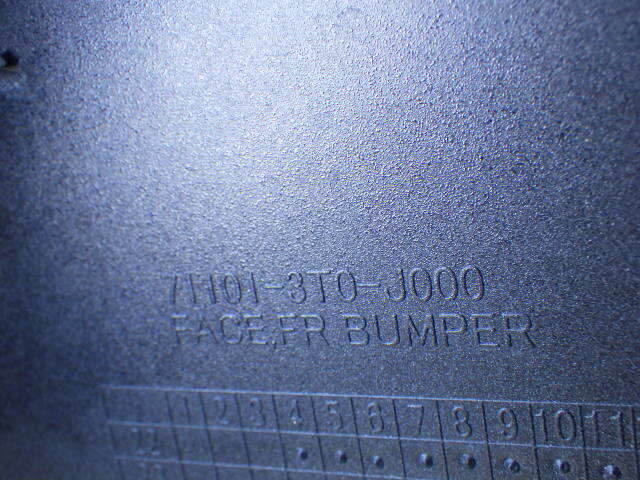 71101-3T0-J000
FACE,FR.BUMPER
1 2 3 4 5 6 7 8 9 10 11